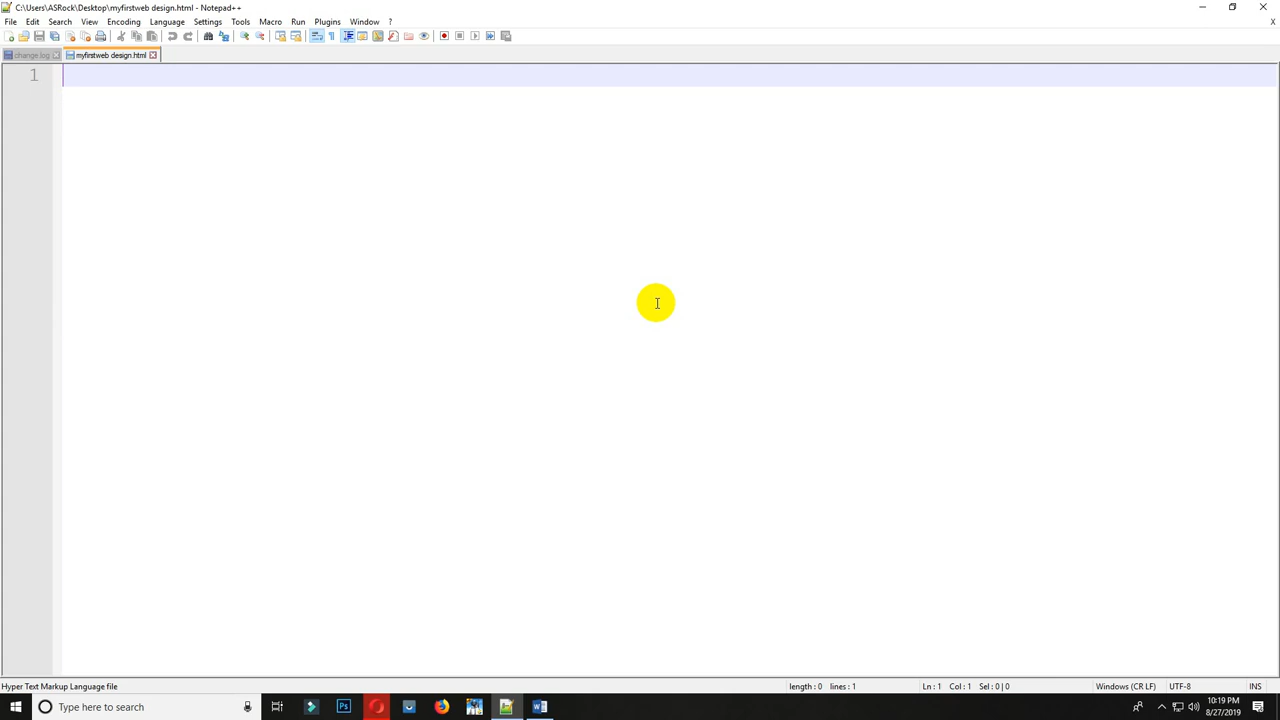 C:\Users\ASRock\Desktop\myfirstweb design.html - Notepad++
File Edit Search View Encoding Language Settings Tools Macro Run Plugins Window ?
change.log myfirstweb design.html
1
Hyper Text Markup Language file length : 0 lines : 1 Ln : 1 Col : 1 Sel : 0 | 0 Windows (CR LF) UTF-8 INS
Type here to search
10:19 PM
8/27/2019